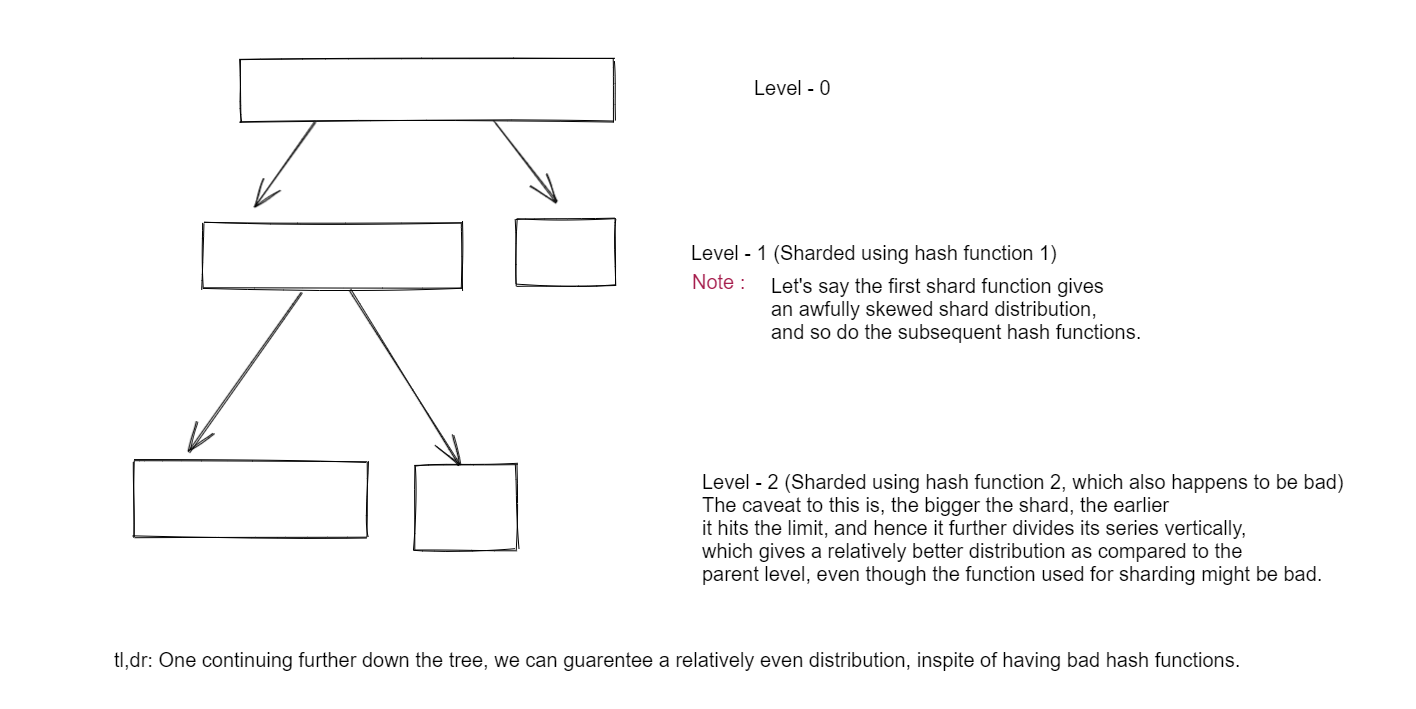 Level - 0
Level - 1 (Sharded using hash function 1)
Note :
Let's say the first shard function gives
an awfully skewed shard distribution,
and so do the subsequent hash functions.
Level - 2 (Sharded using hash function 2, which also happens to be bad)
The caveat to this is, the bigger the shard, the earlier
it hits the limit, and hence it further divides its series vertically,
which gives a relatively better distribution as compared to the
parent level, even though the function used for sharding might be bad.
tl,dr: One continuing further down the tree, we can guarentee a relatively even distribution, inspite of having bad hash functions.